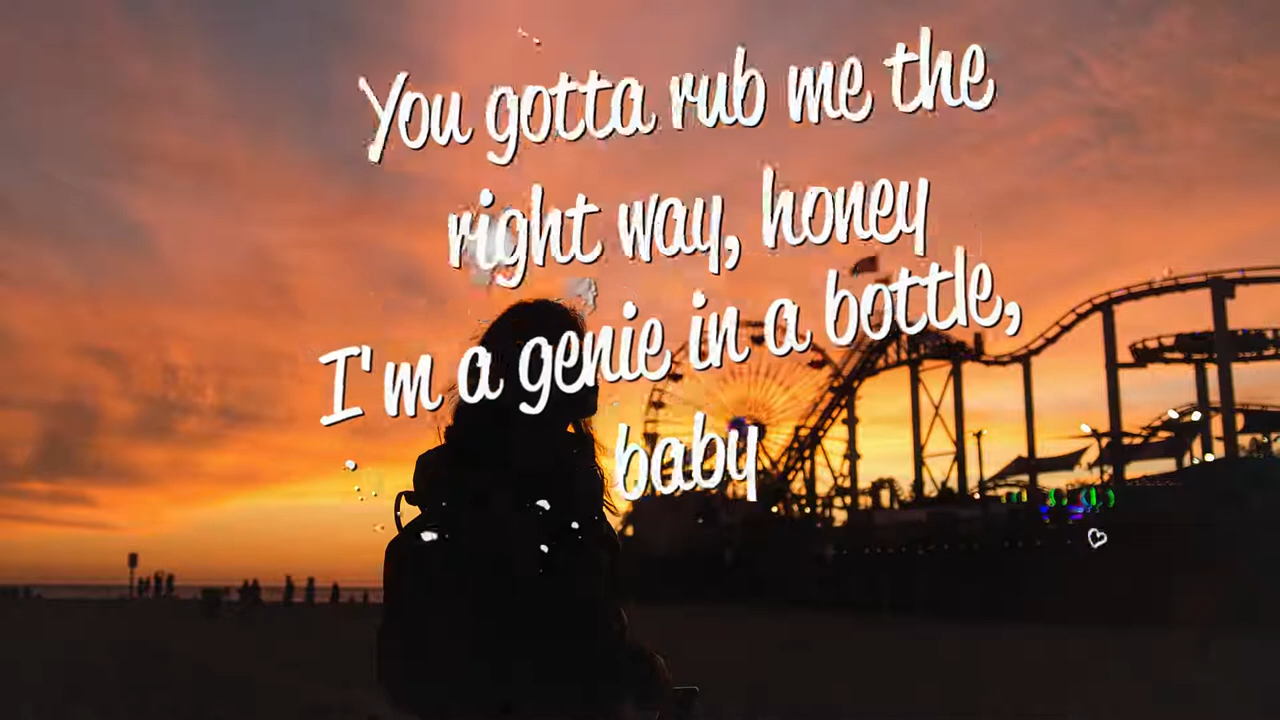 You gotta rub me the
right way, honey
I'm a genie in a bottle,
baby